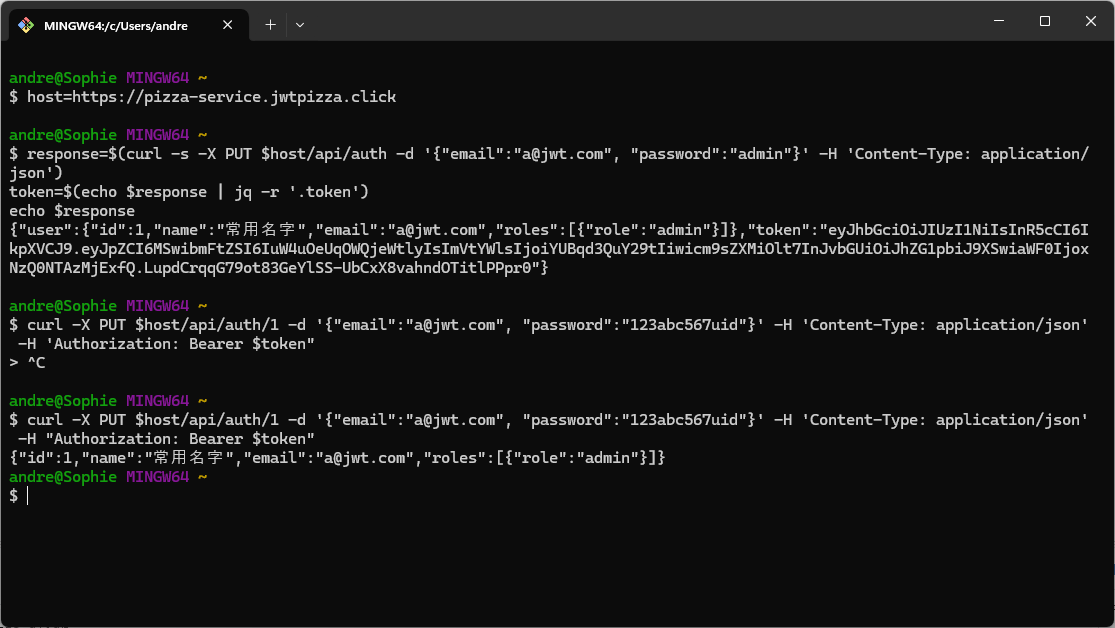 MINGW64:/c/Users/andre
andre@Sophie MINGW64 ~
$ host=https://pizza-service.jwtpizza.click
andre@Sophie MINGW64 ~
$ response=$(curl -s -X PUT $host/api/auth -d '{"email":"a@jwt.com", "password":"admin"}' -H 'Content-Type: application/
json')
token=$(echo $response | jq -r '.token')
echo $response
{"user":{"id":1,"name":"常用名字","email":"a@jwt.com","roles":[{"role":"admin"}]},"token":"eyJhbGciOiJIUzI1NiIsInR5cCI6I
kpXVCJ9.eyJpZCI6MSwibmFtZSI6IuW4uOeUqOWQjeWtlyIsImVtYWlsIjoiYUBqd3QuY29tIiwicm9sZXMiOlt7InJvbGUiOiJhZG1pbiJ9XSwiaWF0Ijox
NzQ0NTAzMjExfQ.LupdCrqqG79ot83GeYlSS-UbCxX8vahndOTitlPPpr0"}
andre@Sophie MINGW64 ~
$ curl -X PUT $host/api/auth/1 -d '{"email":"a@jwt.com", "password":"123abc567uid"}' -H 'Content-Type: application/json'
 -H 'Authorization: Bearer $token"
> ^C
andre@Sophie MINGW64 ~
$ curl -X PUT $host/api/auth/1 -d '{"email":"a@jwt.com", "password":"123abc567uid"}' -H 'Content-Type: application/json'
 -H "Authorization: Bearer $token"
{"id":1,"name":"常用名字","email":"a@jwt.com","roles":[{"role":"admin"}]}
andre@Sophie MINGW64 ~
$